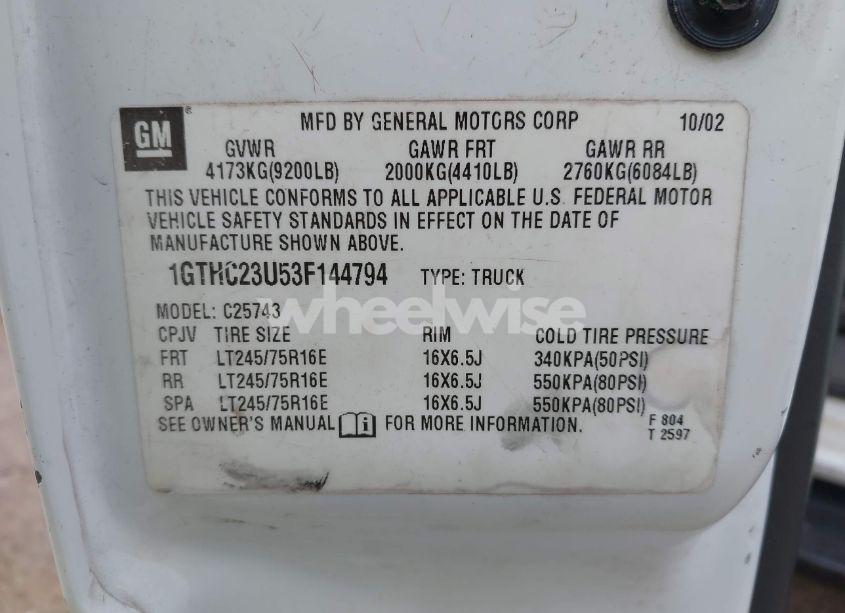 GM ®
MFD BY GENERAL MOTORS CORP 10/02
GVWR GAWR FRT GAWR RR
4173KG(9200LB) 2000KG(4410LB) 2760KG(6084LB)
THIS VEHICLE CONFORMS TO ALL APPLICABLE U.S. FEDERAL MOTOR
VEHICLE SAFETY STANDARDS IN EFFECT ON THE DATE OF
MANUFACTURE SHOWN ABOVE.
1GTHC23U53F144794 TYPE: TRUCK
wheelwise
MODEL: C25743
CPJV TIRE SIZE RIM COLD TIRE PRESSURE
FRT LT245/75R16E 16X6.5J 340KPA(50PSI)
RR LT245/75R16E 16X6.5J 550KPA(80PSI)
SPA LT245/75R16E 16X6.5J 550KPA(80PSI)
SEE OWNER'S MANUAL i FOR MORE INFORMATION.
F 804
T 2597